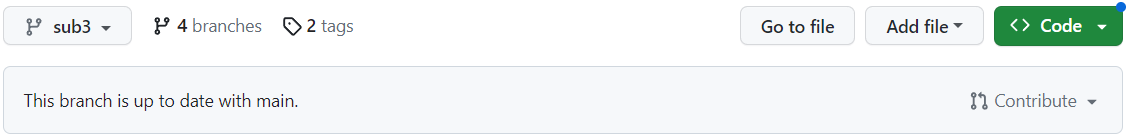 sub3 4 branches 2 tags Go to file Add file Code
This branch is up to date with main. Contribute